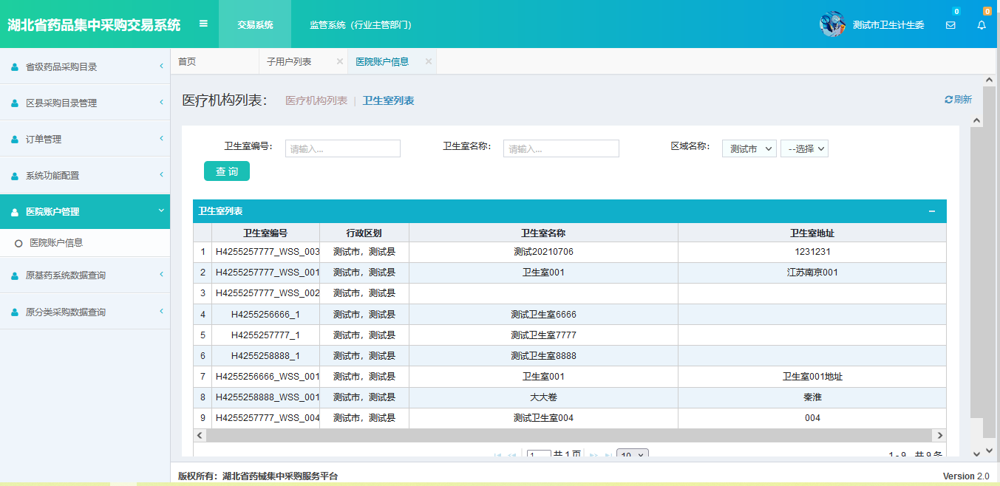 湖北省药品集中采购交易系统
交易系统
监管系统（行业主管部门）
测试市卫生计生委
0
0
省级药品采购目录
区县采购目录管理
订单管理
系统功能配置
医院账户管理
医院账户信息
原基药系统数据查询
原分类采购数据查询
首页 子用户列表 × 医院账户信息 ×
医疗机构列表： 医疗机构列表 | 卫生室列表 刷新
卫生室编号： 请输入... 卫生室名称： 请输入... 区域名称： 测试市 --选择
查 询
卫生室列表
卫生室编号 行政区划 卫生室名称 卫生室地址
1 H4255257777_WSS_003 测试市，测试县 测试20210706 1231231
2 H4255257777_WSS_001 测试市，测试县 卫生室001 江苏南京001
3 H4255257777_WSS_002 测试市，测试县
4 H4255256666_1 测试市，测试县 测试卫生室6666
5 H4255257777_1 测试市，测试县 测试卫生室7777
6 H4255258888_1 测试市，测试县 测试卫生室8888
7 H4255256666_WSS_001 测试市，测试县 卫生室001 卫生室001地址
8 H4255258888_WSS_001 测试市，测试县 大大卷 秦淮
9 H4255257777_WSS_004 测试市，测试县 测试卫生室004 004
1 共 1 页 10 1 - 9 共 9 条
版权所有：湖北省药械集中采购服务平台 Version 2.0